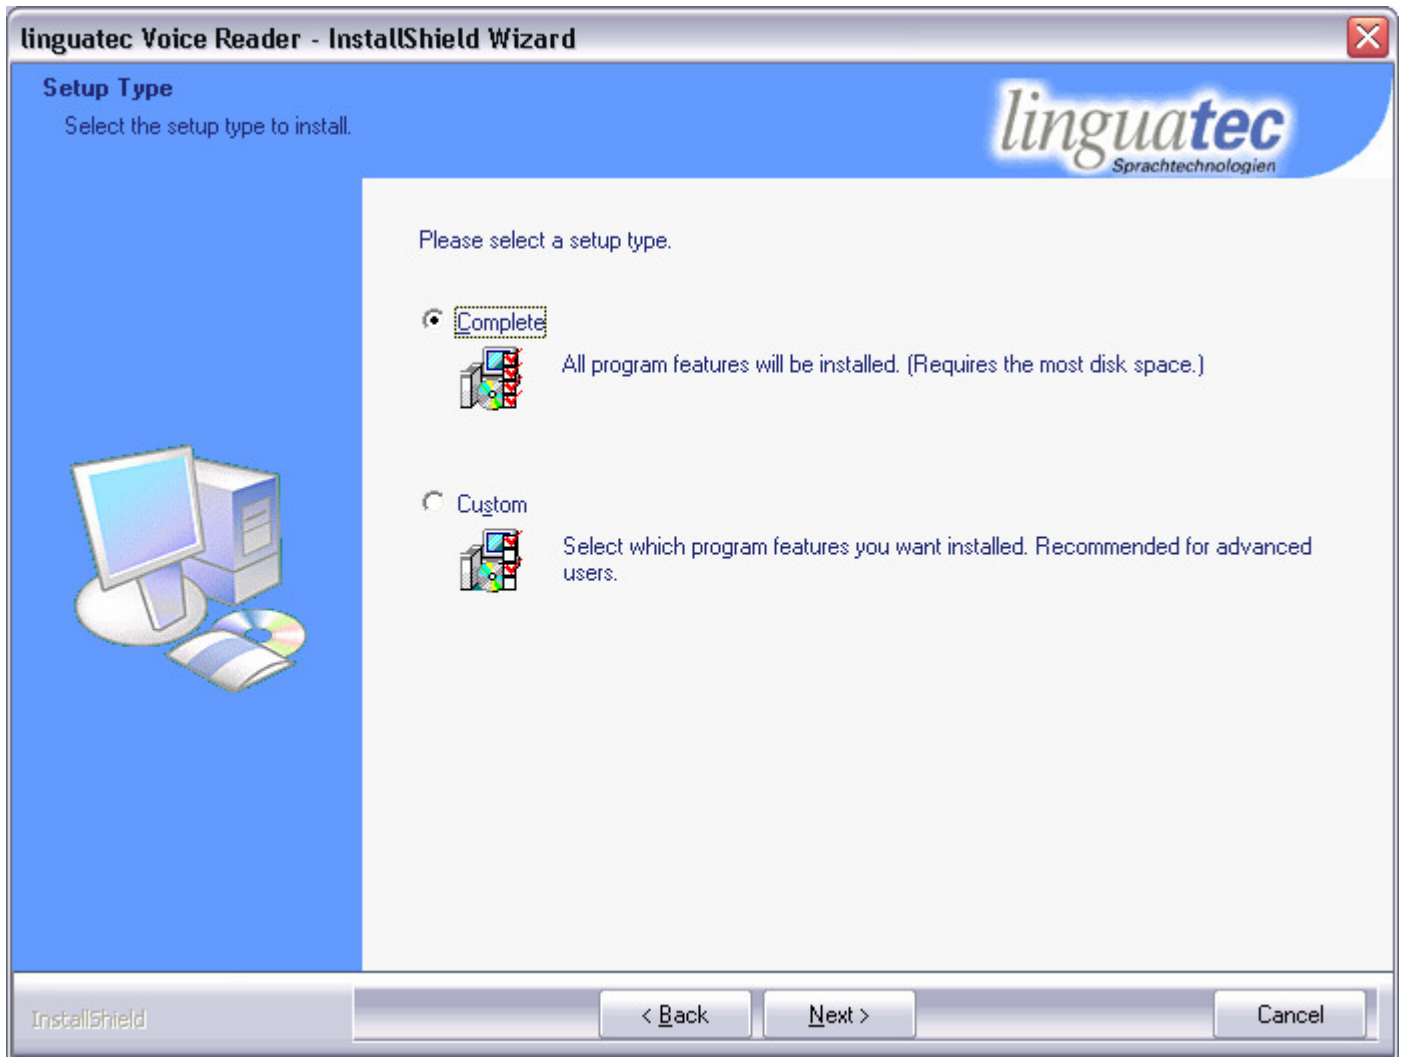 linguatec Voice Reader - InstallShield Wizard
Setup Type
Select the setup type to install.
linguatec
Sprachtechnologien
Please select a setup type.
Complete
All program features will be installed. (Requires the most disk space.)
Custom
Select which program features you want installed. Recommended for advanced
users.
InstallShield
< Back
Next >
Cancel